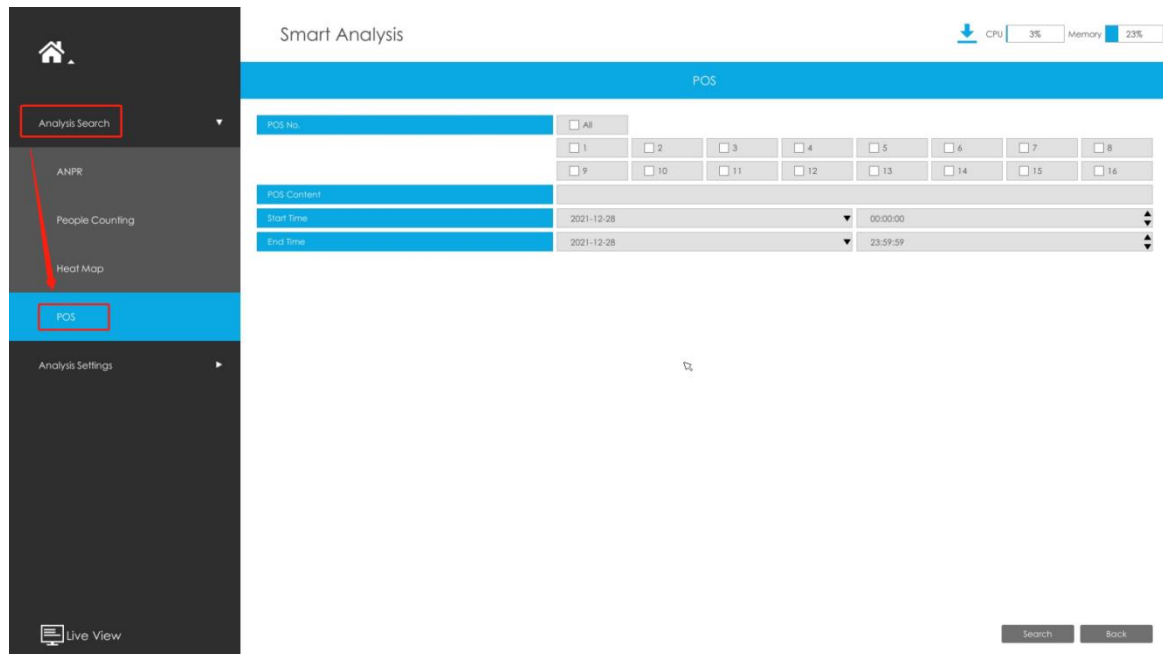 Smart Analysis
CPU 3% Memory 23%
POS
Analysis Search
ANPR
People Counting
Heat Map
POS
Analysis Settings
Live View
POS No.
All
1 2 3 4 5 6 7 8
9 10 11 12 13 14 15 16
POS Content
Start Time 2021-12-28 00:00:00
End Time 2021-12-28 23:59:59
Search Back